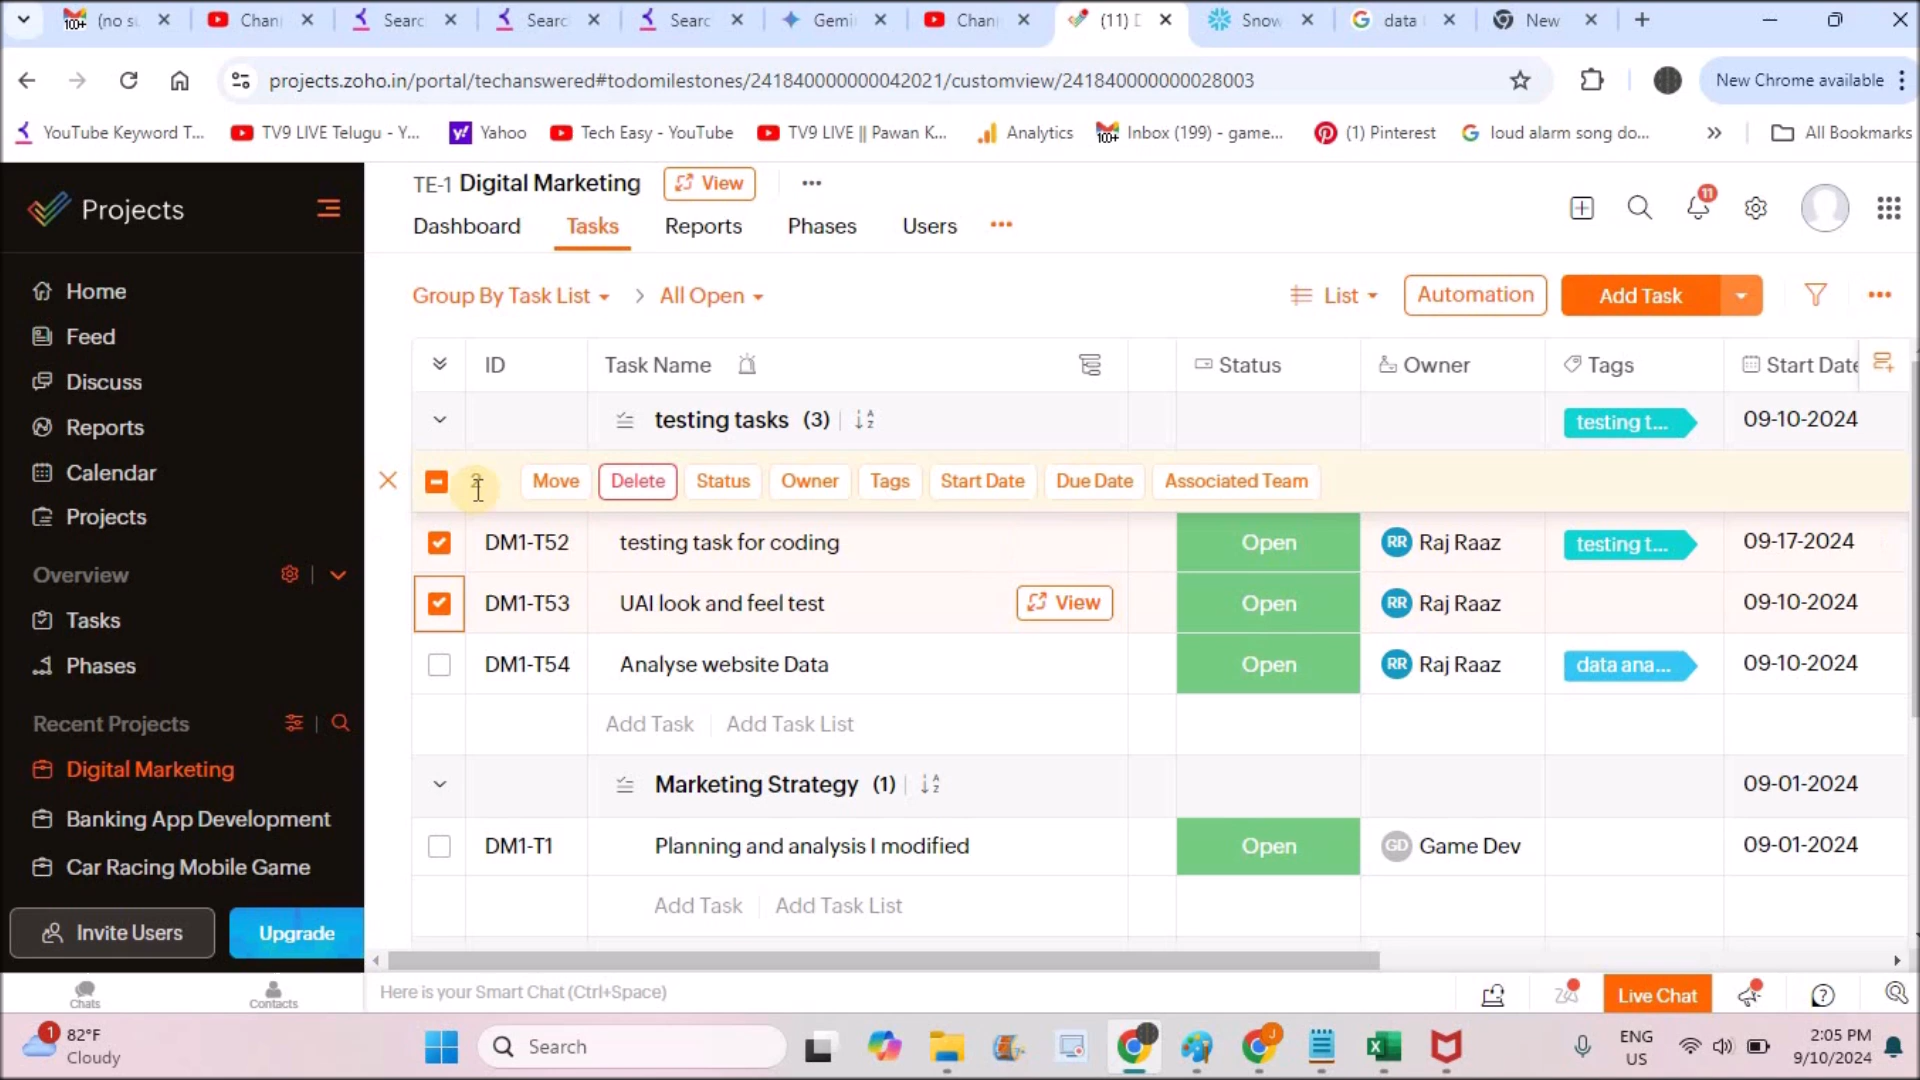 100+ (no s
Chan
Searc
Searc
Searc
Gemi
Chan
(11) D
Snow
data
New
projects.zoho.in/portal/techanswered#todomilestones/241840000000042021/customview/241840000000028003
New Chrome available
YouTube Keyword T...
TV9 LIVE Telugu - Y...
Yahoo
Tech Easy - YouTube
TV9 LIVE || Pawan K...
Analytics
Inbox (199) - game...
(1) Pinterest
loud alarm song do...
All Bookmarks
Projects
TE-1 Digital Marketing
View
Dashboard Tasks Reports Phases Users
11
Home
Feed
Discuss
Reports
Calendar
Projects
Overview
Tasks
Phases
Recent Projects
Digital Marketing
Banking App Development
Car Racing Mobile Game
Invite Users Upgrade
Group By Task List > All Open
List
Automation
Add Task
ID Task Name Status Owner Tags Start Date
testing tasks (3) testing t... 09-10-2024
2 Move Delete Status Owner Tags Start Date Due Date Associated Team
DM1-T52 testing task for coding Open RR Raj Raaz testing t... 09-17-2024
DM1-T53 UAI look and feel test View Open RR Raj Raaz 09-10-2024
DM1-T54 Analyse website Data Open RR Raj Raaz data ana... 09-10-2024
Add Task Add Task List
Marketing Strategy (1) 09-01-2024
DM1-T1 Planning and analysis I modified Open GD Game Dev 09-01-2024
Add Task Add Task List
Chats Contacts Here is your Smart Chat (Ctrl+Space) Live Chat
1 82°F
Cloudy
Search
ENG
US
2:05 PM
9/10/2024